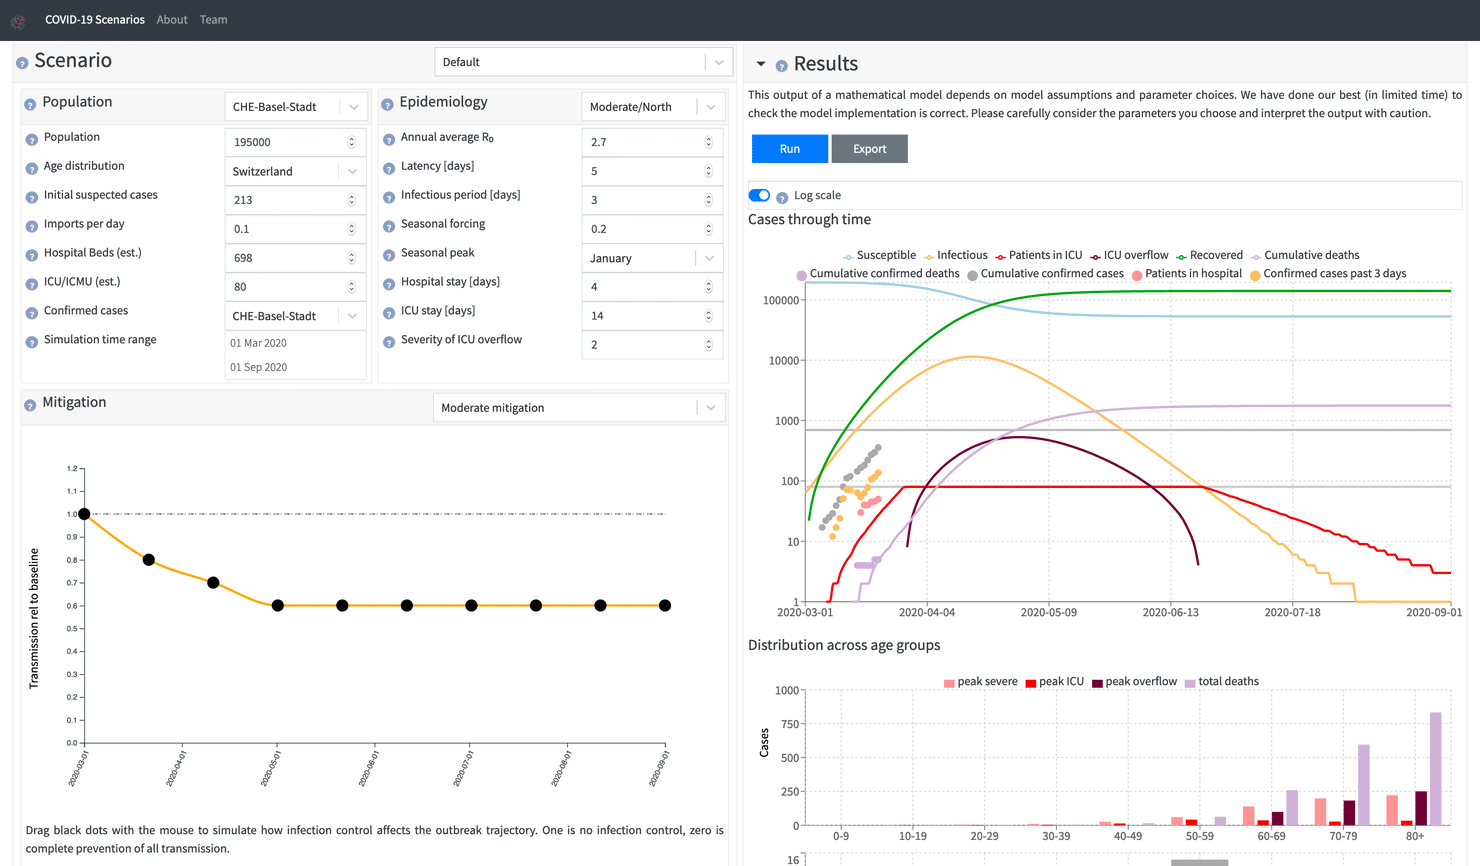 COVID-19 Scenarios About Team
Scenario
Default
Population
CHE-Basel-Stadt
Population
195000
Age distribution
Switzerland
Initial suspected cases
213
Imports per day
0.1
Hospital Beds (est.)
698
ICU/ICMU (est.)
80
Confirmed cases
CHE-Basel-Stadt
Simulation time range
01 Mar 2020
01 Sep 2020
Epidemiology
Moderate/North
Annual average R₀
2.7
Latency [days]
5
Infectious period [days]
3
Seasonal forcing
0.2
Seasonal peak
January
Hospital stay [days]
4
ICU stay [days]
14
Severity of ICU overflow
2
Mitigation
Moderate mitigation
Transmission rel to baseline
1.2
1.1
1.0
0.9
0.8
0.7
0.6
0.5
0.4
0.3
0.2
0.1
0.0
2020-03-01 2020-04-01 2020-05-01 2020-06-01 2020-07-01 2020-08-01 2020-09-01
Drag black dots with the mouse to simulate how infection control affects the outbreak trajectory. One is no infection control, zero is
complete prevention of all transmission.
Results
This output of a mathematical model depends on model assumptions and parameter choices. We have done our best (in limited time) to
check the model implementation is correct. Please carefully consider the parameters you choose and interpret the output with caution.
Run Export
Log scale
Cases through time
Susceptible Infectious Patients in ICU ICU overflow Recovered Cumulative deaths
Cumulative confirmed deaths Cumulative confirmed cases Patients in hospital Confirmed cases past 3 days
100000
10000
1000
100
10
1
2020-03-01 2020-04-04 2020-05-09 2020-06-13 2020-07-18 2020-09-01
Distribution across age groups
peak severe peak ICU peak overflow total deaths
Cases
1000
750
500
250
0
0-9 10-19 20-29 30-39 40-49 50-59 60-69 70-79 80+
16